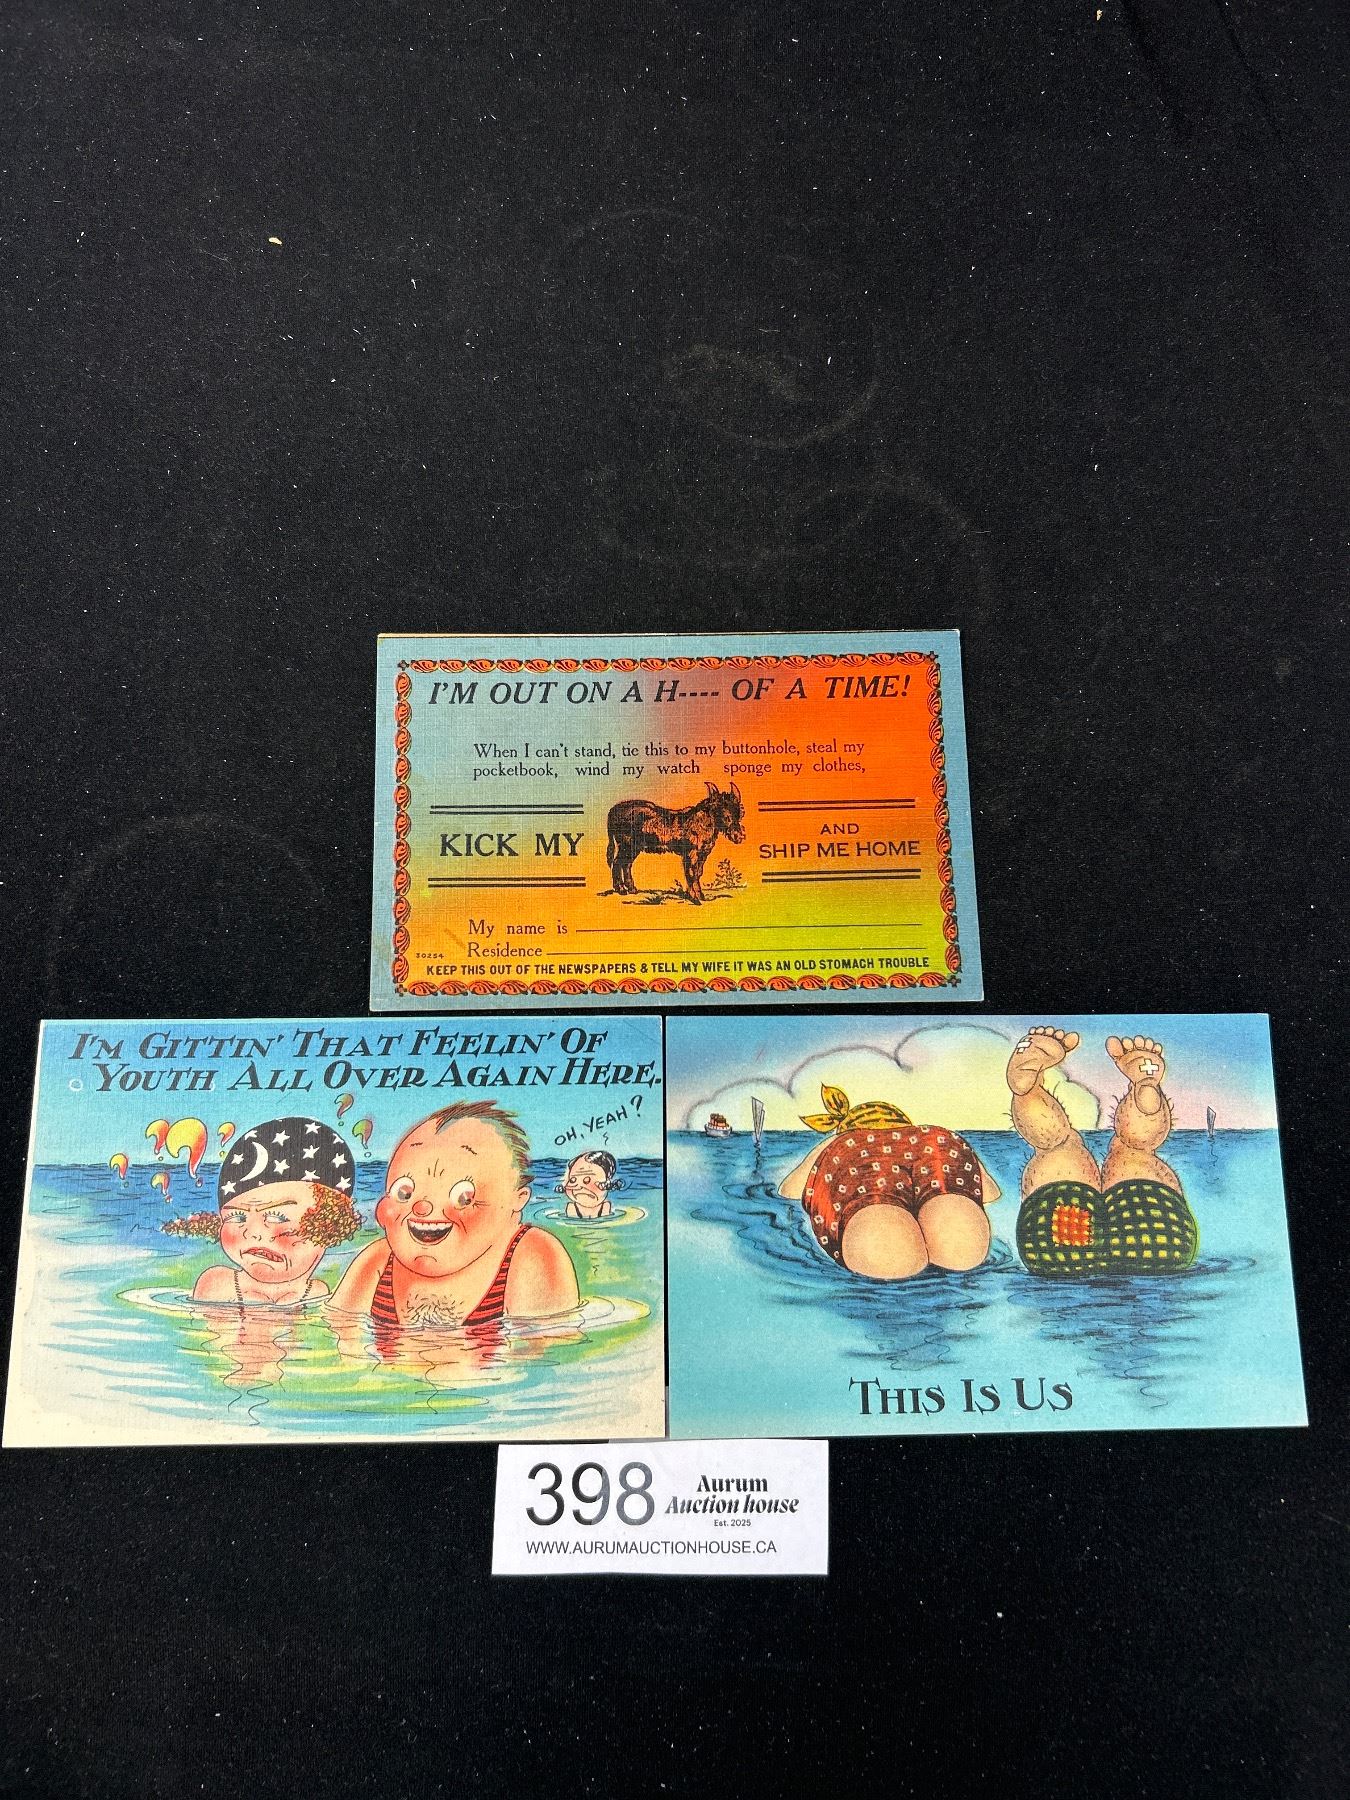 I'M OUT ON A H---- OF A TIME!
When I can't stand, tie this to my buttonhole, steal my
pocketbook, wind my watch sponge my clothes,
KICK MY
AND
SHIP ME HOME
My name is
Residence
30254
KEEP THIS OUT OF THE NEWSPAPERS & TELL MY WIFE IT WAS AN OLD STOMACH TROUBLE
I'M GITTIN' THAT FEELIN' OF
YOUTH ALL OVER AGAIN HERE.
OH, YEAH?
THIS IS US
398
Aurum
Auction house
Est. 2025
WWW.AURUMAUCTIONHOUSE.CA